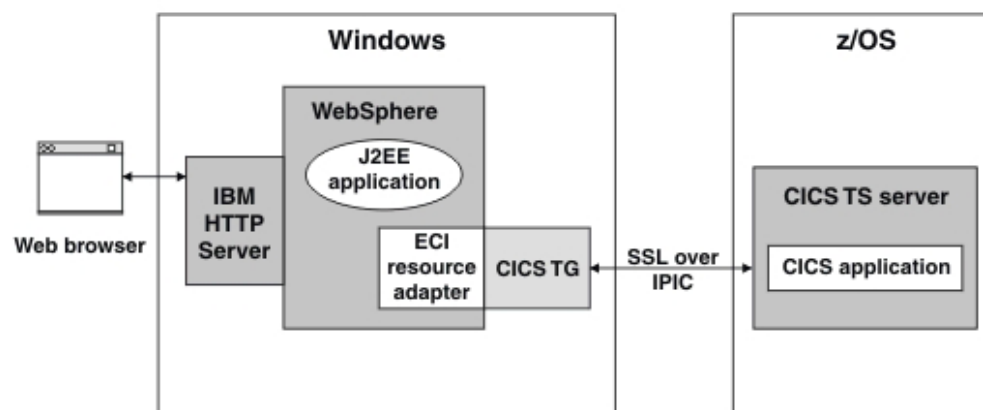 Windows
z/OS
WebSphere
J2EE
application
IBM
HTTP
Server
Web browser
ECI
resource
adapter
CICS TG
SSL over
IPIC
CICS TS server
CICS application